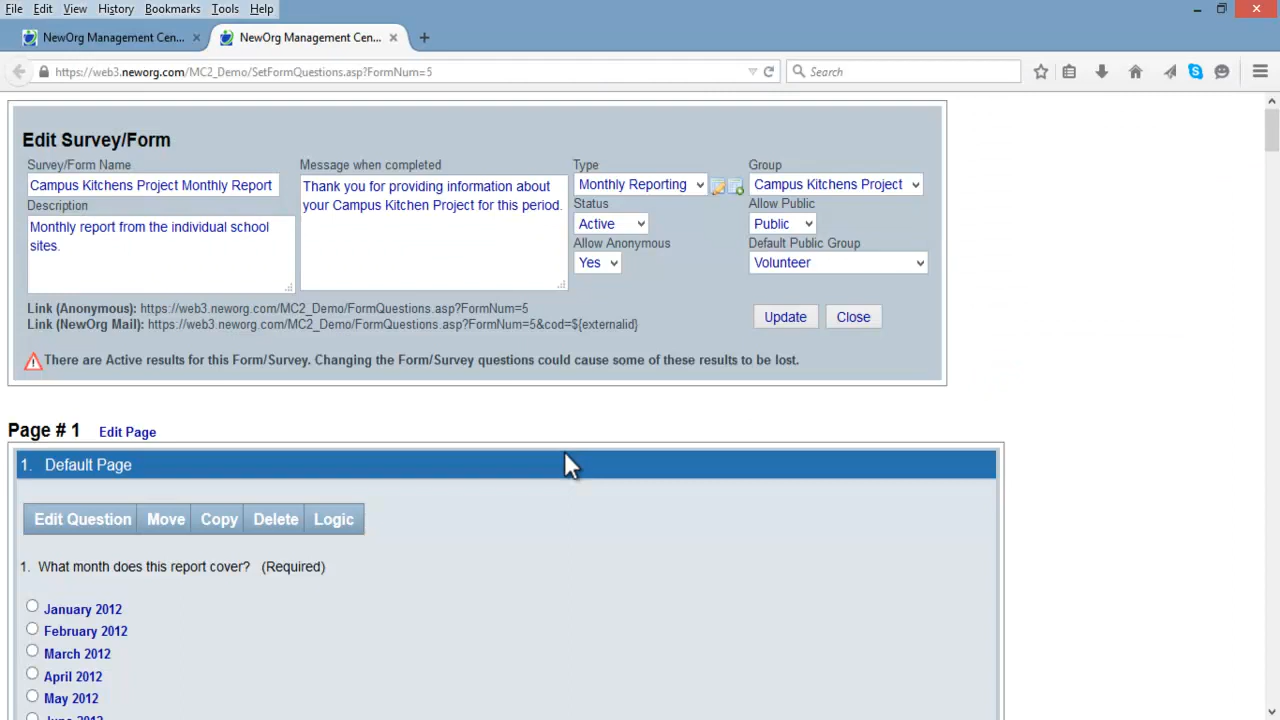 File Edit View History Bookmarks Tools Help
NewOrg Management Cen... NewOrg Management Cen...
https://web3.neworg.com/MC2_Demo/SetFormQuestions.asp?FormNum=5 Search
Edit Survey/Form
Survey/Form Name Message when completed Type Group
Campus Kitchens Project Monthly Report Thank you for providing information about Monthly Reporting Campus Kitchens Project
your Campus Kitchen Project for this period.
Description Status Allow Public
Monthly report from the individual school Active Public
sites. Allow Anonymous Default Public Group
Yes Volunteer
Link (Anonymous): https://web3.neworg.com/MC2_Demo/FormQuestions.asp?FormNum=5
Link (NewOrg Mail): https://web3.neworg.com/MC2_Demo/FormQuestions.asp?FormNum=5&cod=${externalid}
Update Close
There are Active results for this Form/Survey. Changing the Form/Survey questions could cause some of these results to be lost.
Page # 1 Edit Page
1. Default Page
Edit Question Move Copy Delete Logic
1. What month does this report cover? (Required)
January 2012
February 2012
March 2012
April 2012
May 2012
June 2012